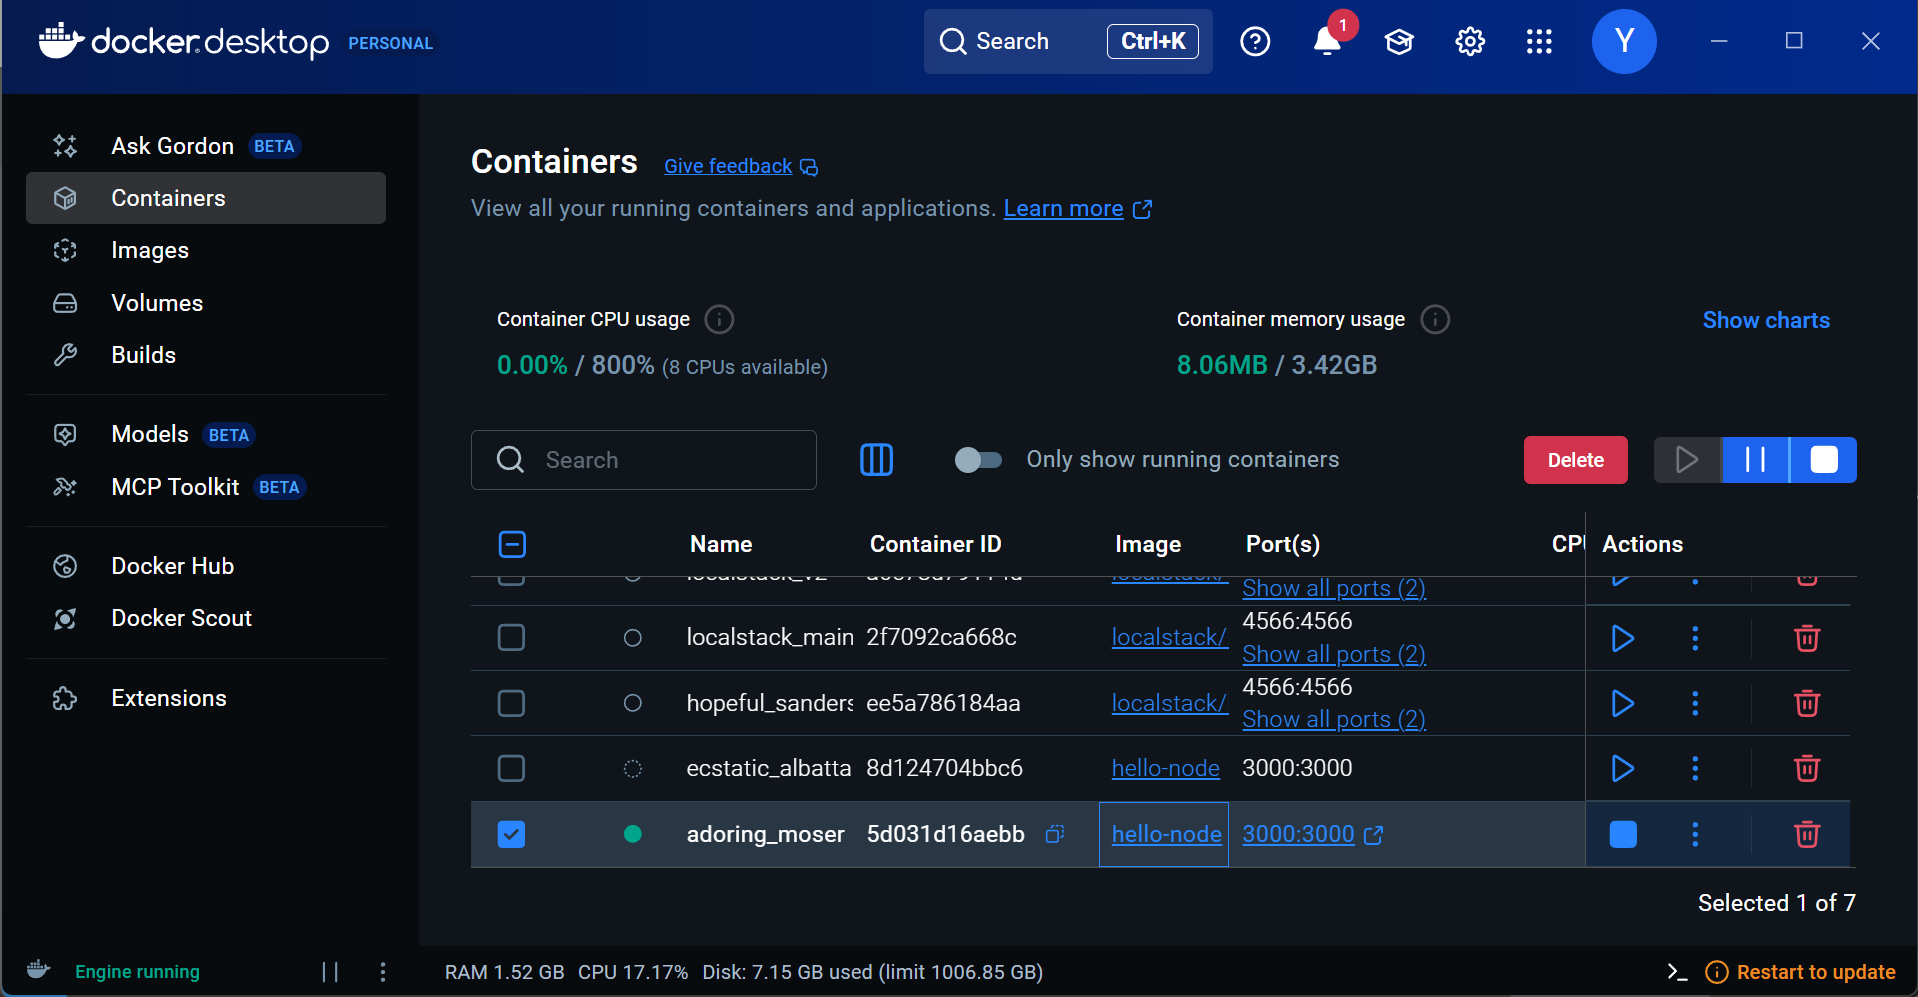 docker desktop PERSONAL
Search Ctrl+K
1
Y
Ask Gordon BETA
Containers
Images
Volumes
Builds
Models BETA
MCP Toolkit BETA
Docker Hub
Docker Scout
Extensions
Containers Give feedback
View all your running containers and applications. Learn more
Container CPU usage
0.00% / 800% (8 CPUs available)
Container memory usage
8.06MB / 3.42GB
Show charts
Search
Only show running containers
Delete
Name Container ID Image Port(s) CPU Actions
Show all ports (2)
localstack_main 2f7092ca668c localstack/ 4566:4566
Show all ports (2)
hopeful_sanders ee5a786184aa localstack/ 4566:4566
Show all ports (2)
ecstatic_albatta 8d124704bbc6 hello-node 3000:3000
adoring_moser 5d031d16aebb hello-node 3000:3000
Selected 1 of 7
Engine running
RAM 1.52 GB CPU 17.17% Disk: 7.15 GB used (limit 1006.85 GB)
Restart to update